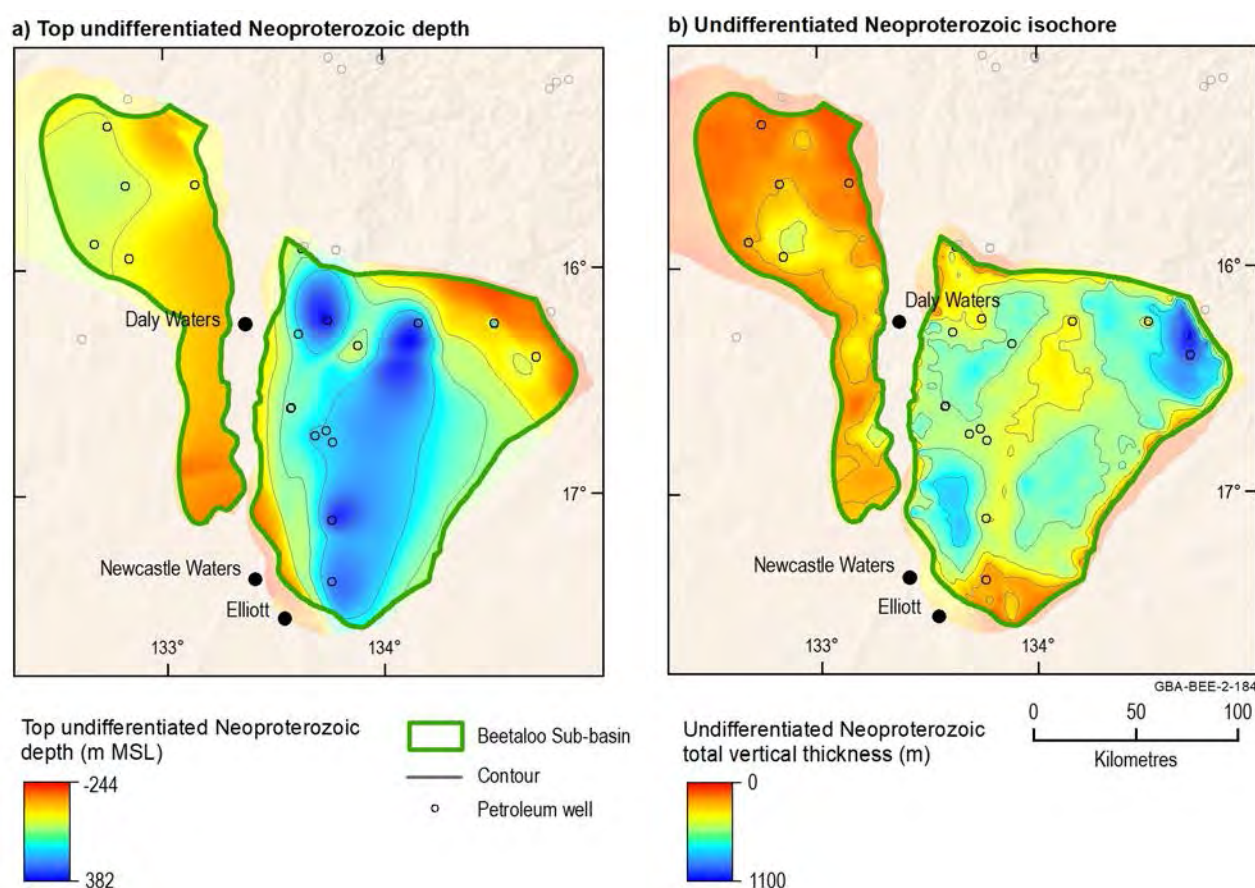 a) Top undifferentiated Neoproterozoic depth
16°
Daly Waters
17°
Newcastle Waters
Elliott
133°
134°
b) Undifferentiated Neoproterozoic isochore
16°
Daly Waters
17°
Newcastle Waters
Elliott
133°
134°
GBA-BEE-2-184
Top undifferentiated Neoproterozoic
depth (m MSL)
-244
382
Beetaloo Sub-basin
Contour
Petroleum well
Undifferentiated Neoproterozoic
total vertical thickness (m)
0
1100
0 50 100
Kilometres